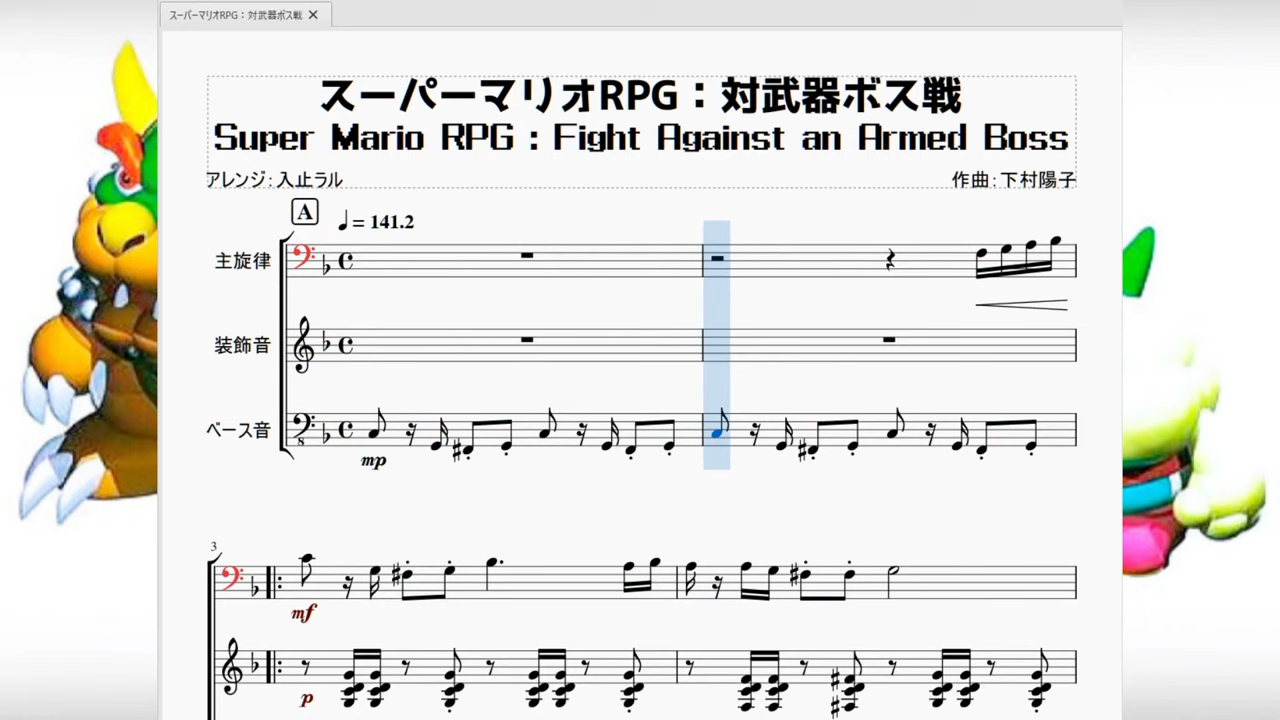 スーパーマリオRPG：対武器ボス戦 ✕
スーパーマリオRPG：対武器ボス戦
Super Mario RPG : Fight Against an Armed Boss
アレンジ：入止ラル
作曲：下村陽子
A
♩= 141.2
主旋律
装飾音
ベース音
8
mp
3
mf
p